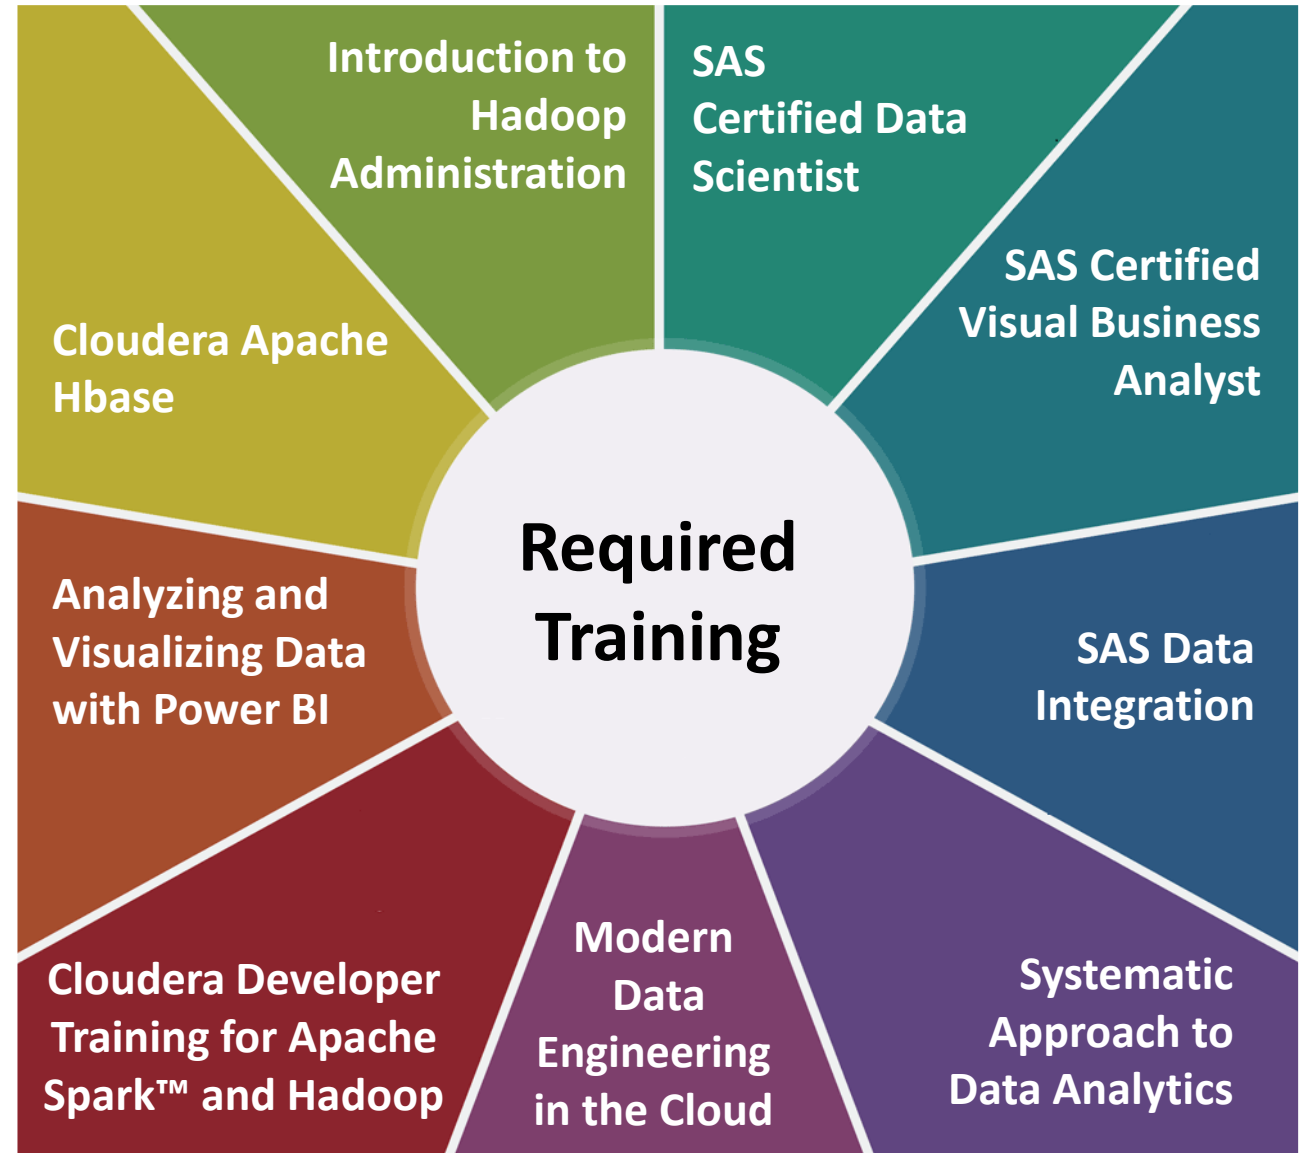 Introduction to
Hadoop
Administration
SAS
Certified Data
Scientist
SAS Certified
Visual Business
Analyst
Cloudera Apache
Hbase
Required
Training
Analyzing and
Visualizing Data
with Power BI
SAS Data
Integration
Cloudera Developer
Training for Apache
Spark™ and Hadoop
Modern
Data
Engineering
in the Cloud
Systematic
Approach to
Data Analytics